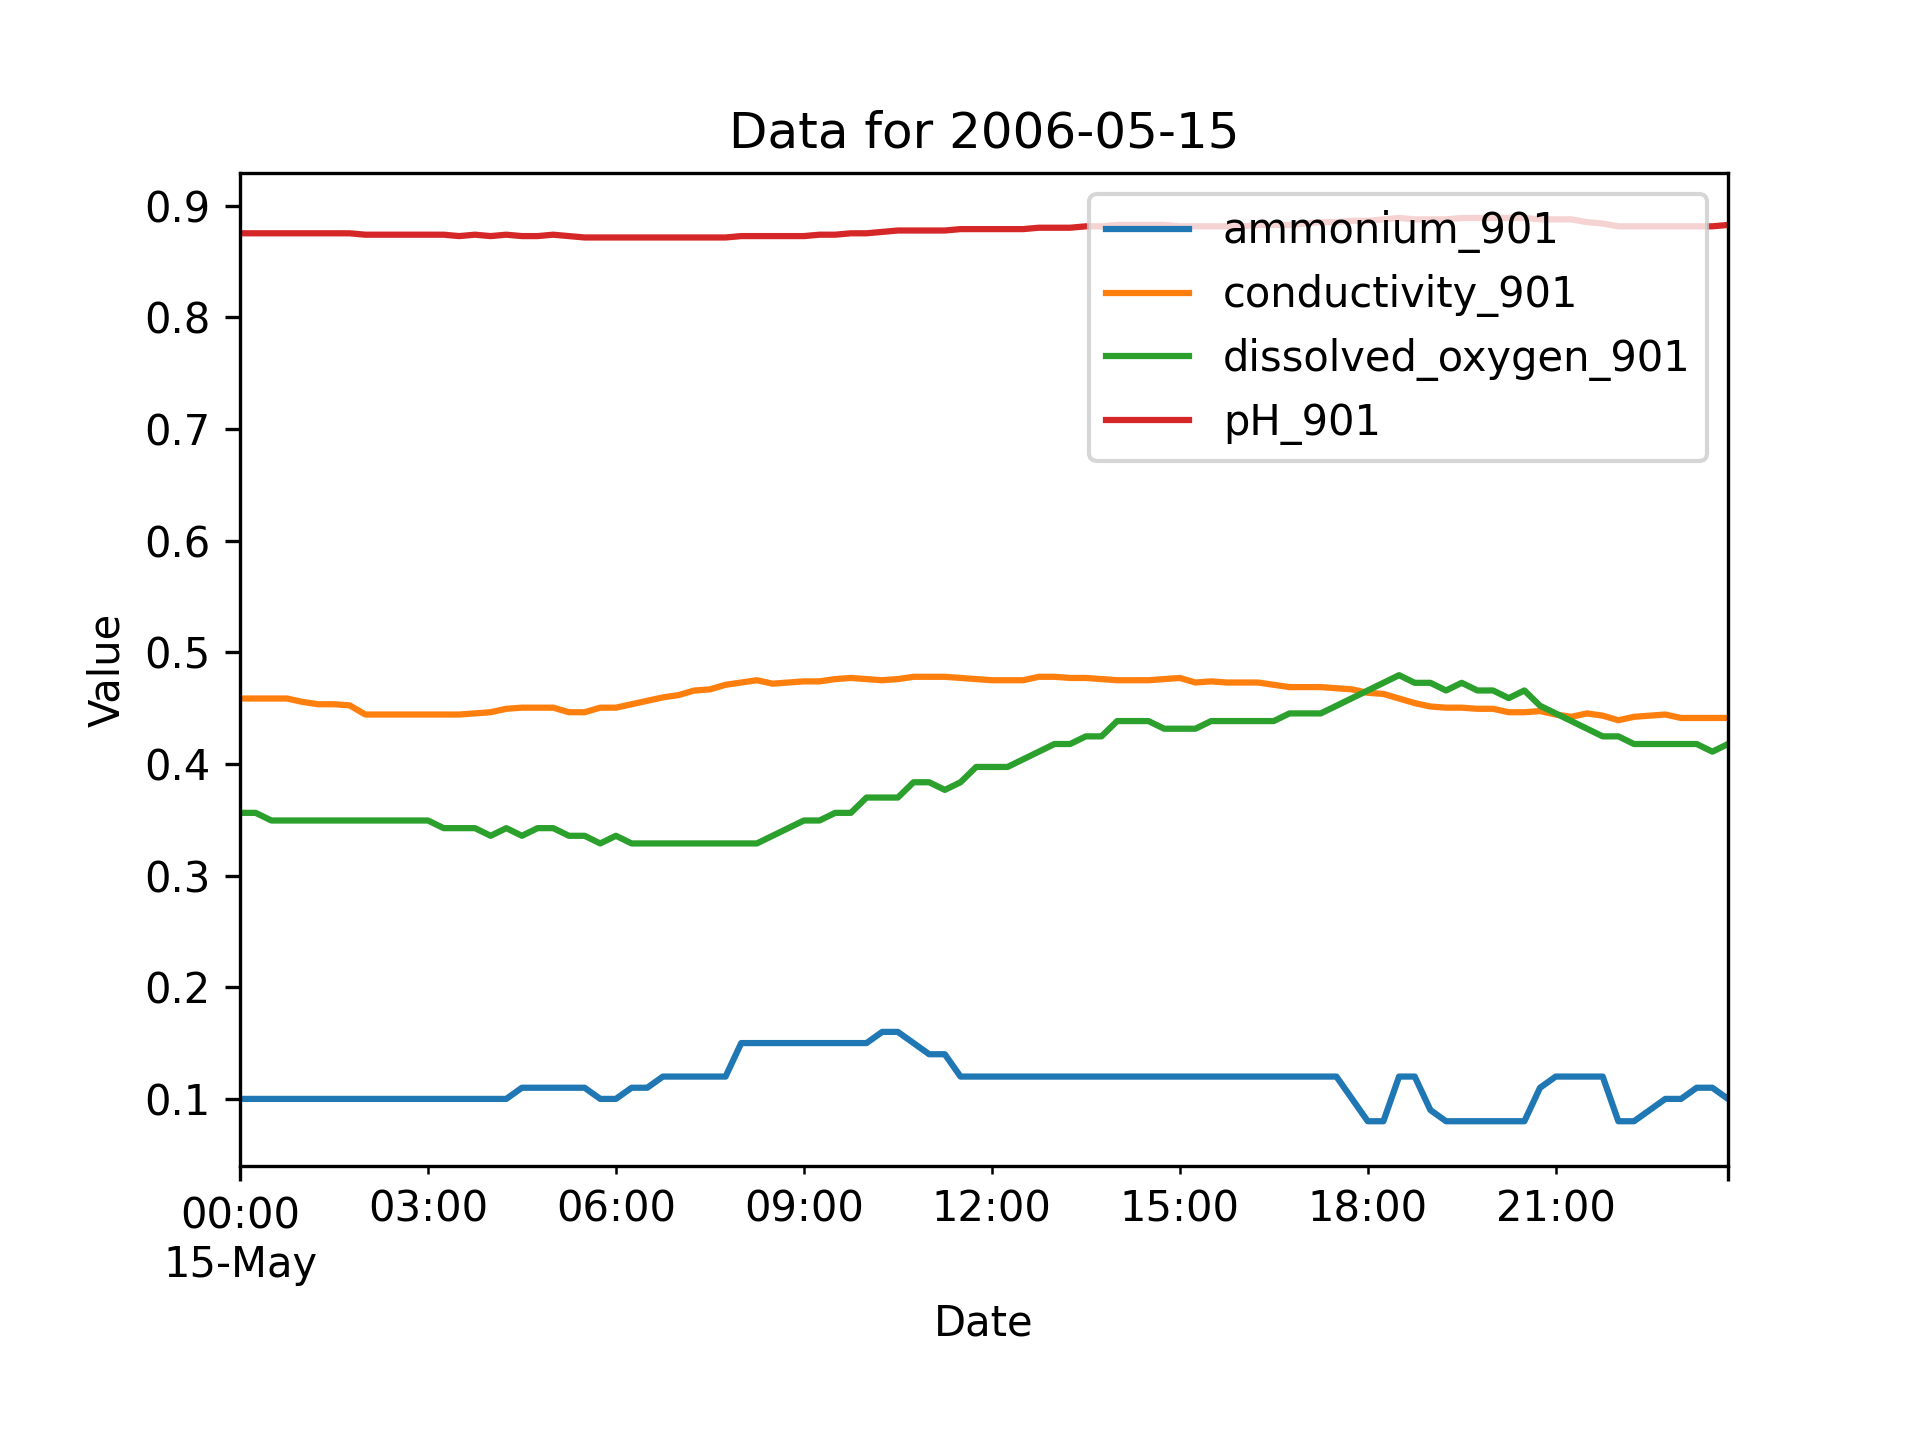 Data for 2006-05-15
0.9
0.8
0.7
0.6
0.5
0.4
0.3
0.2
0.1
Value
ammonium_901
conductivity_901
dissolved_oxygen_901
pH_901
00:00 03:00 06:00 09:00 12:00 15:00 18:00 21:00
15-May
Date